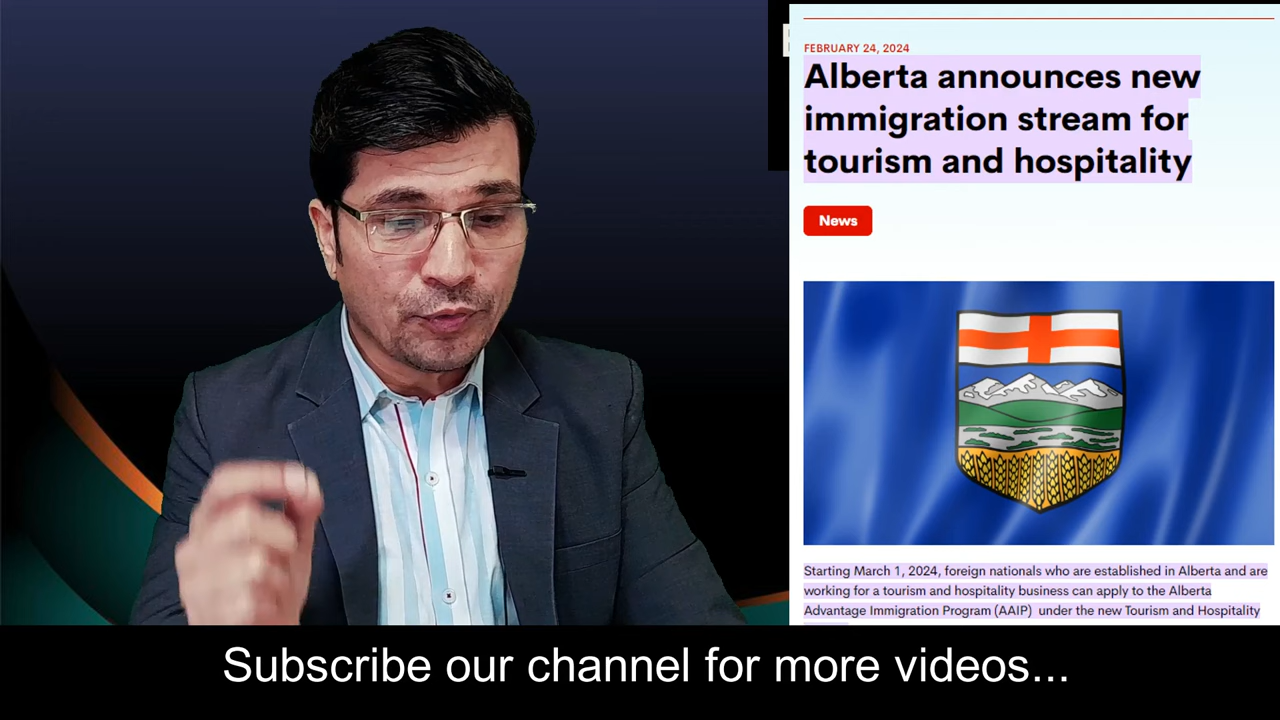 FEBRUARY 24, 2024
Alberta announces new
immigration stream for
tourism and hospitality
News
Starting March 1, 2024, foreign nationals who are established in Alberta and are
working for a tourism and hospitality business can apply to the Alberta
Advantage Immigration Program (AAIP) under the new Tourism and Hospitality
Subscribe our channel for more videos...